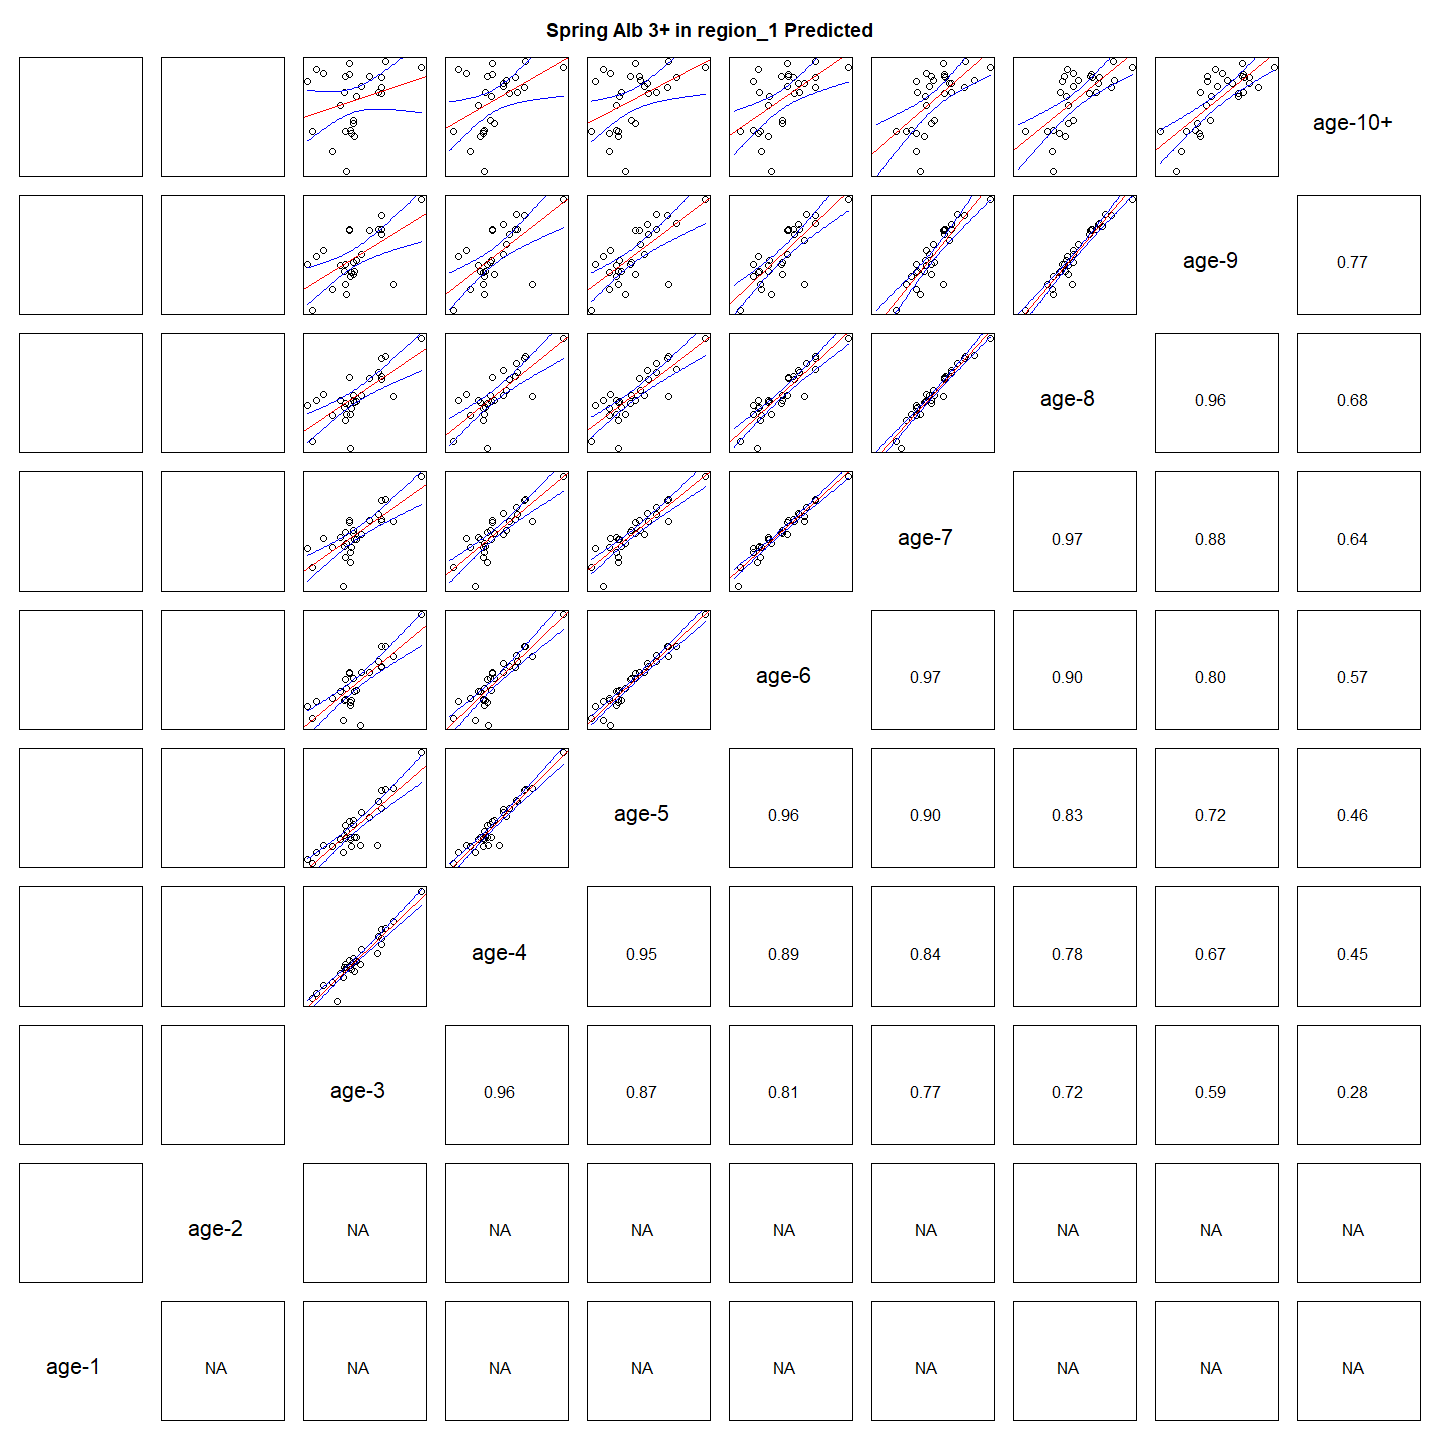 Spring Alb 3+ in region_1 Predicted
age-10+
age-9 0.77
age-8 0.96 0.68
age-7 0.97 0.88 0.64
age-6 0.97 0.90 0.80 0.57
age-5 0.96 0.90 0.83 0.72 0.46
age-4 0.95 0.89 0.84 0.78 0.67 0.45
age-3 0.96 0.87 0.81 0.77 0.72 0.59 0.28
age-2 NA NA NA NA NA NA NA NA
age-1 NA NA NA NA NA NA NA NA NA